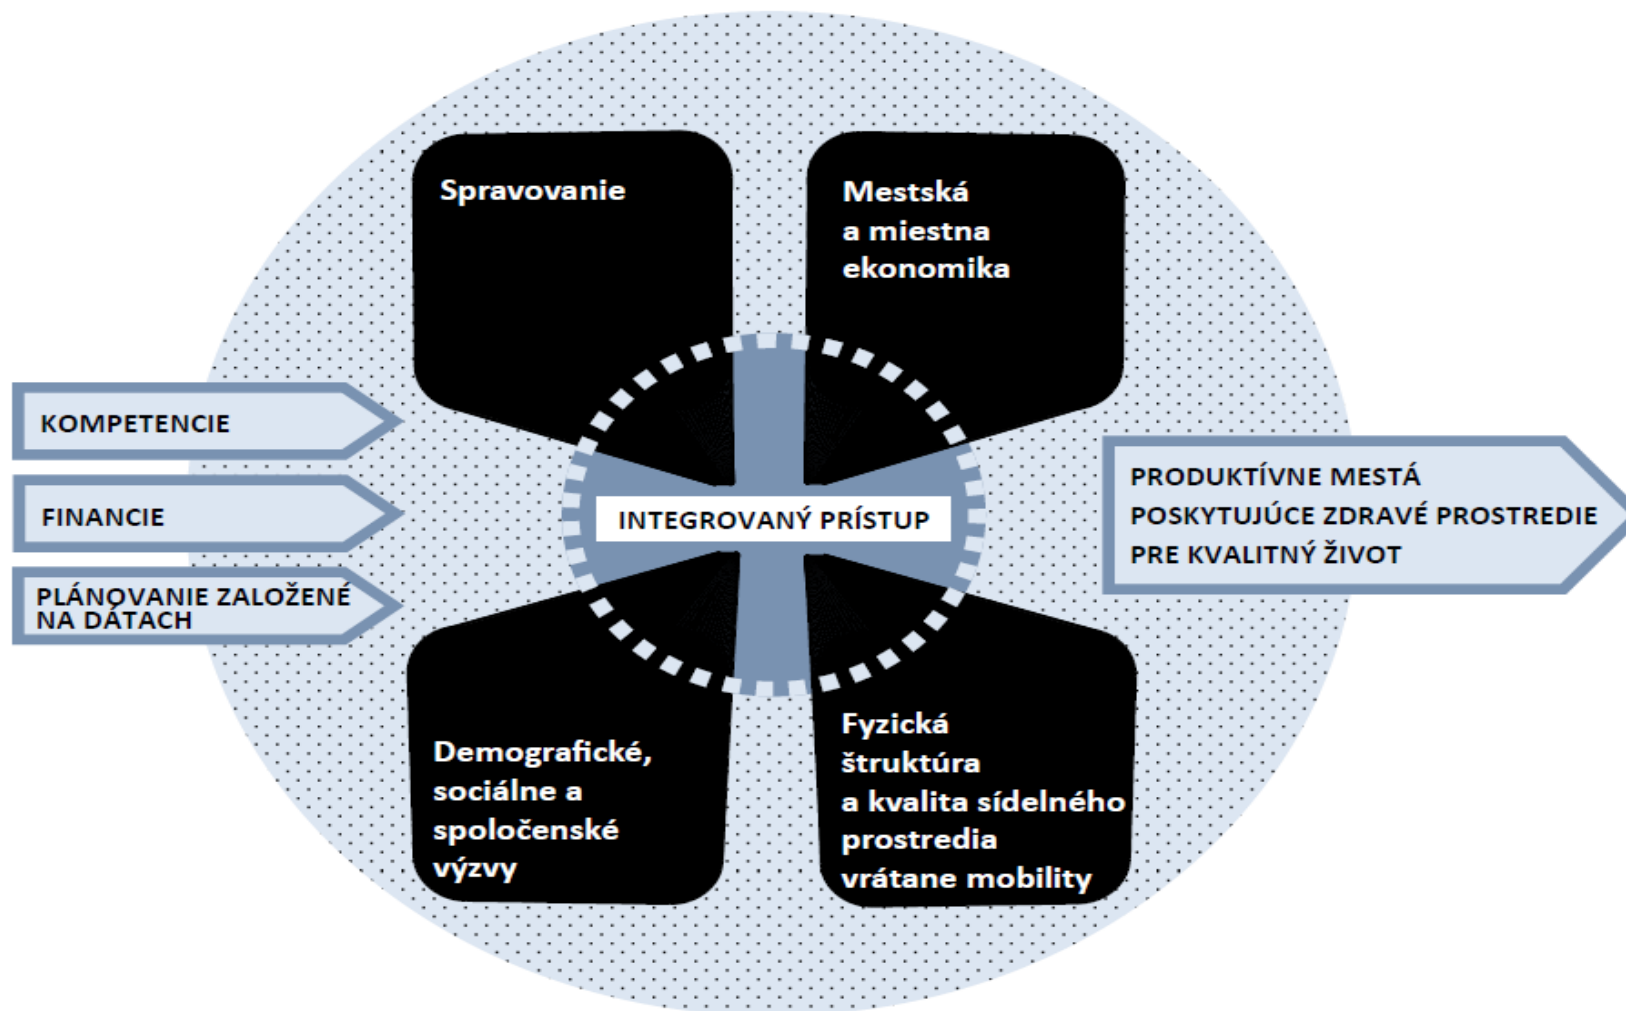 Spravovanie
Mestská
a miestna
ekonomika
KOMPETENCIE
FINANCIE
PLÁNOVANIE ZALOŽENÉ
NA DÁTACH
INTEGROVANÝ PRÍSTUP
PRODUKTÍVNE MESTÁ
POSKYTUJÚCE ZDRAVÉ PROSTREDIE
PRE KVALITNÝ ŽIVOT
Demografické,
sociálne a
spoločenské
výzvy
Fyzická
štruktúra
a kvalita sídelného
prostredia
vrátane mobility